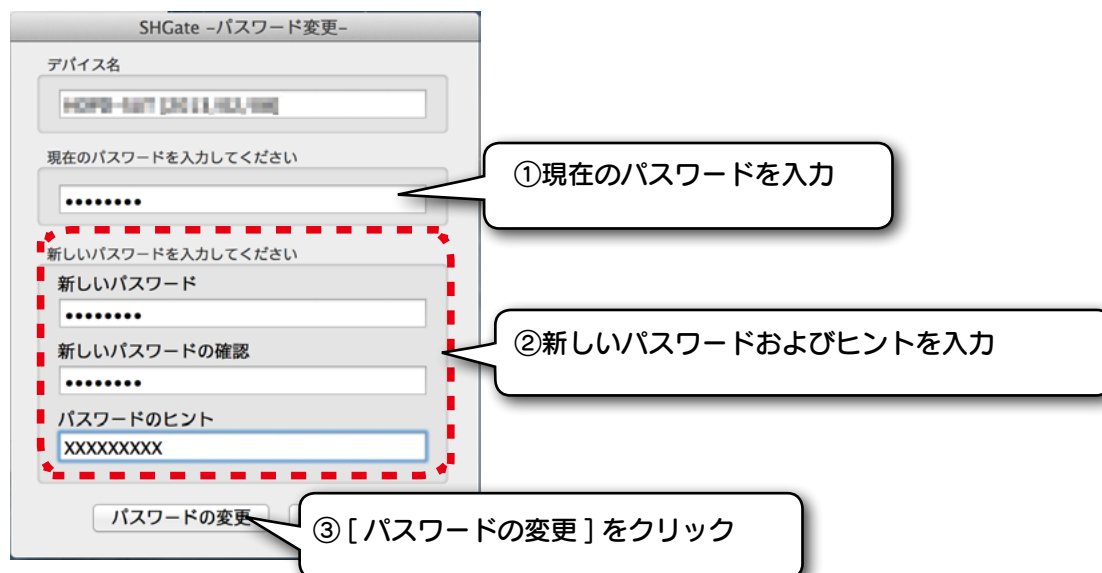 SHGate –パスワード変更–
デバイス名
現在のパスワードを入力してください
••••••••
①現在のパスワードを入力
新しいパスワードを入力してください
新しいパスワード
••••••••
②新しいパスワードおよびヒントを入力
新しいパスワードの確認
••••••••
パスワードのヒント
XXXXXXXXX
パスワードの変更
③ [ パスワードの変更 ] をクリック